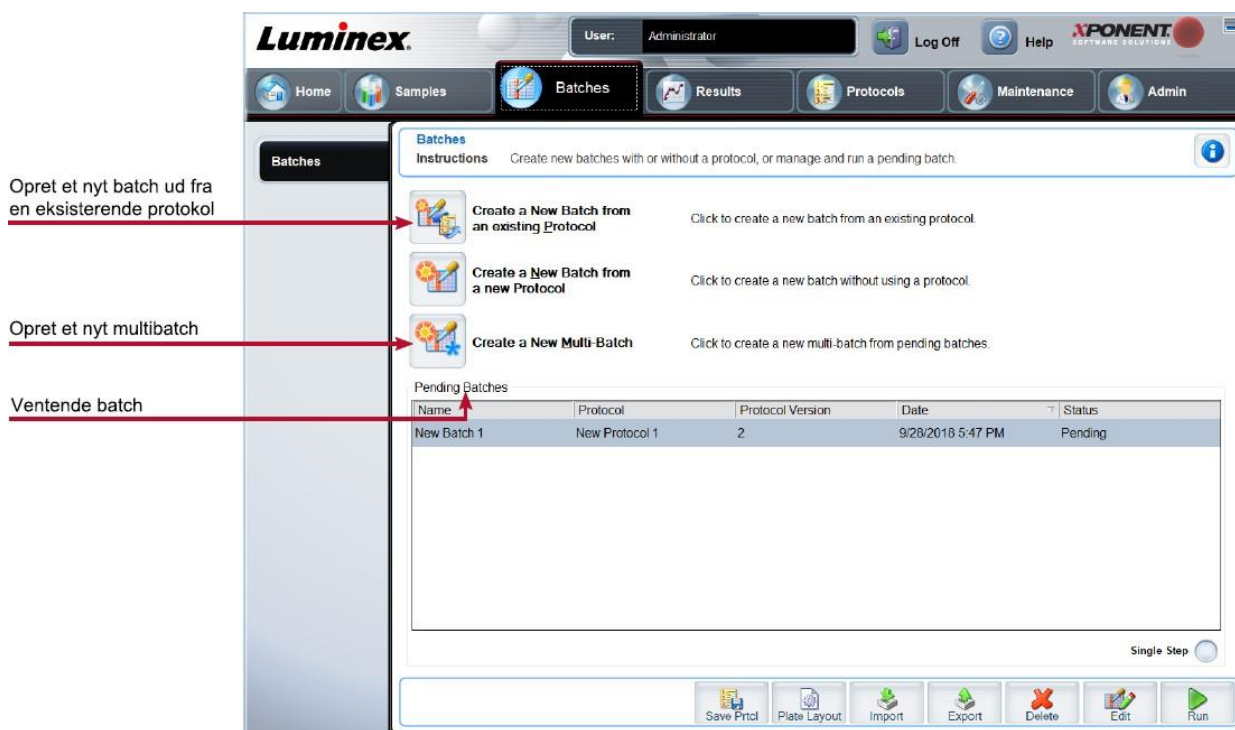 Luminex.
User:
Administrator
Log Off
Help
XPONENT.
SOFTWARE SOLUTIONS
Home
Samples
Batches
Results
Protocols
Maintenance
Admin
Batches
Batches
Instructions Create new batches with or without a protocol, or manage and run a pending batch.
Opret et nyt batch ud fra
en eksisterende protokol
Create a New Batch from
an existing Protocol
Click to create a new batch from an existing protocol.
Create a New Batch from
a new Protocol
Click to create a new batch without using a protocol.
Opret et nyt multibatch
Create a New Multi-Batch
Click to create a new multi-batch from pending batches.
Ventende batch
Pending Batches
Name Protocol Protocol Version Date Status
New Batch 1 New Protocol 1 2 9/28/2018 5:47 PM Pending
Single Step
Save Prtcl
Plate Layout
Import
Export
Delete
Edit
Run